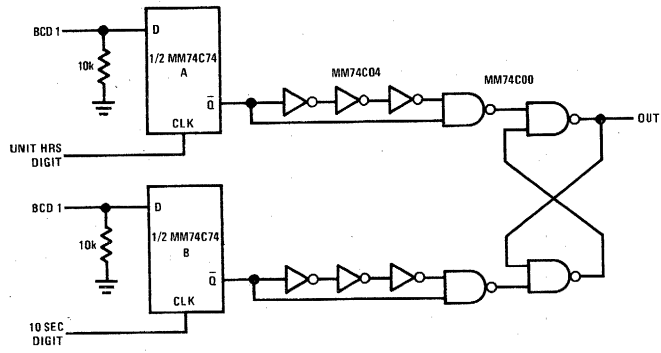 BCD 1
D
10k
1/2 MM74C74
A
Q
CLK
UNIT HRS
DIGIT
MM74C04
MM74C00
OUT
BCD 1
D
10k
1/2 MM74C74
B
Q
CLK
10 SEC
DIGIT